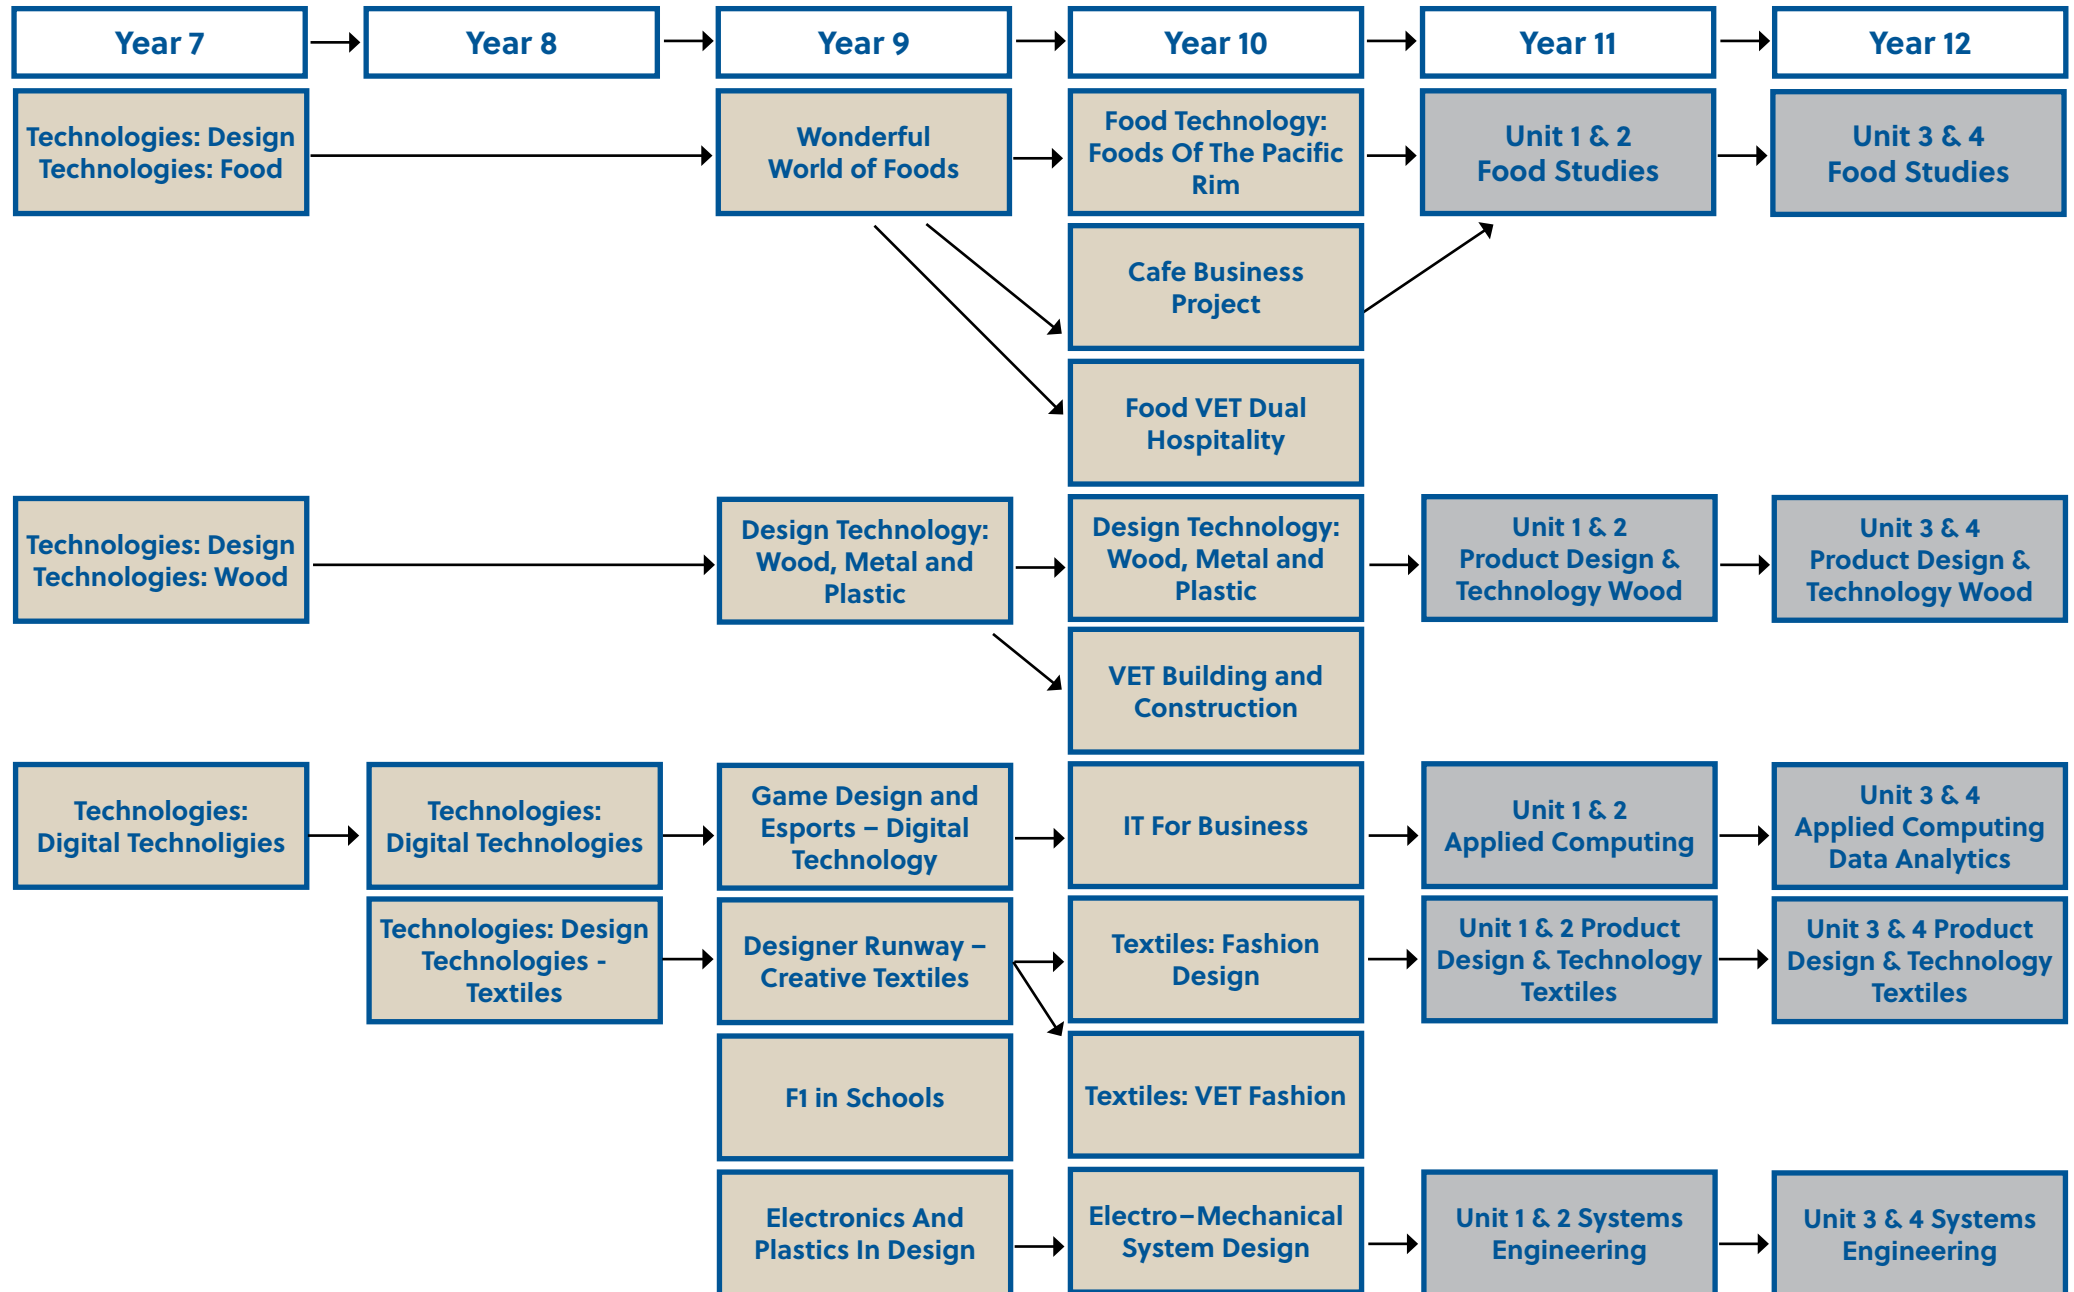 Year 7
Year 8
Year 9
Year 10
Year 11
Year 12
Technologies: Design
Technologies: Food
Wonderful
World of Foods
Food Technology:
Foods Of The Pacific
Rim
Unit 1 & 2
Food Studies
Unit 3 & 4
Food Studies
Cafe Business
Project
Food VET Dual
Hospitality
Technologies: Design
Technologies: Wood
Design Technology:
Wood, Metal and
Plastic
Design Technology:
Wood, Metal and
Plastic
Unit 1 & 2
Product Design &
Technology Wood
Unit 3 & 4
Product Design &
Technology Wood
VET Building and
Construction
Technologies:
Digital Technoligies
Technologies:
Digital Technologies
Game Design and
Esports – Digital
Technology
IT For Business
Unit 1 & 2
Applied Computing
Unit 3 & 4
Applied Computing
Data Analytics
Technologies: Design
Technologies -
Textiles
Designer Runway –
Creative Textiles
Textiles: Fashion
Design
Unit 1 & 2 Product
Design & Technology
Textiles
Unit 3 & 4 Product
Design & Technology
Textiles
F1 in Schools
Textiles: VET Fashion
Electronics And
Plastics In Design
Electro–Mechanical
System Design
Unit 1 & 2 Systems
Engineering
Unit 3 & 4 Systems
Engineering